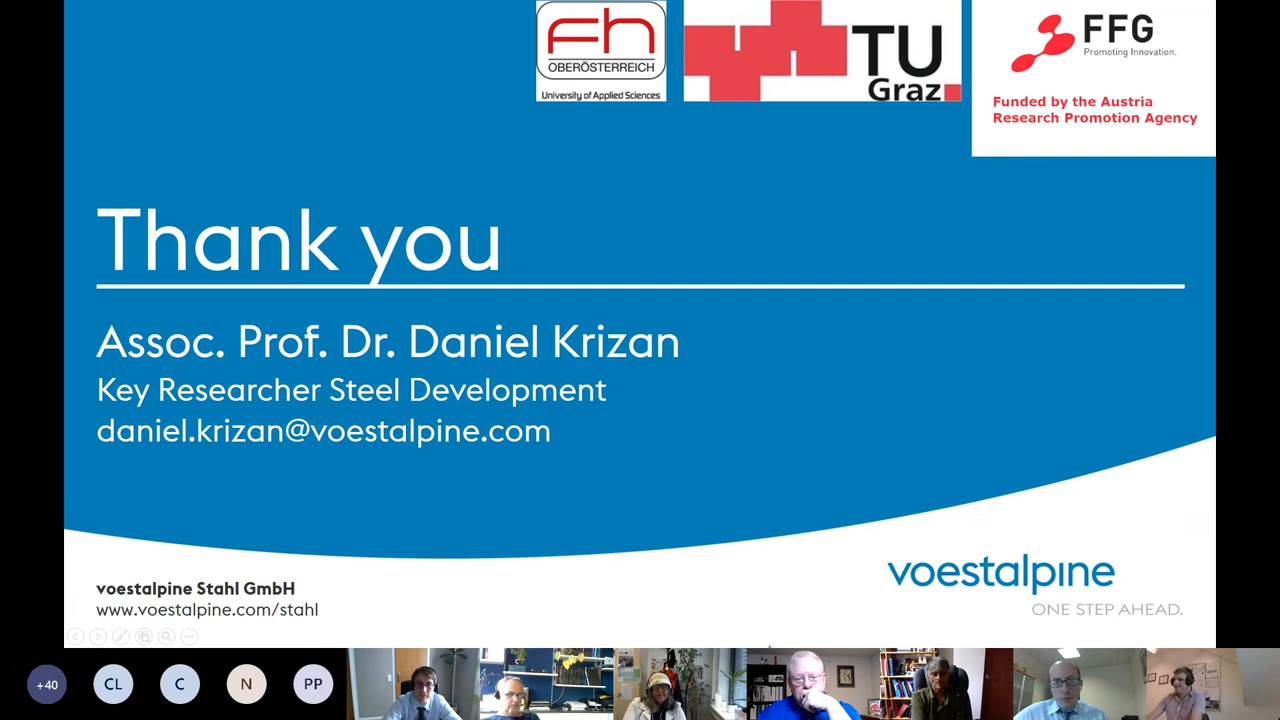 Fh
OBERÖSTERREICH
University of Applied Sciences
TU
Graz
FFG
Promoting Innovation.
Funded by the Austria
Research Promotion Agency
Thank you
Assoc. Prof. Dr. Daniel Krizan
Key Researcher Steel Development
daniel.krizan@voestalpine.com
voestalpine Stahl GmbH
www.voestalpine.com/stahl
voestalpine
ONE STEP AHEAD.
+40
CL
C
N
PP